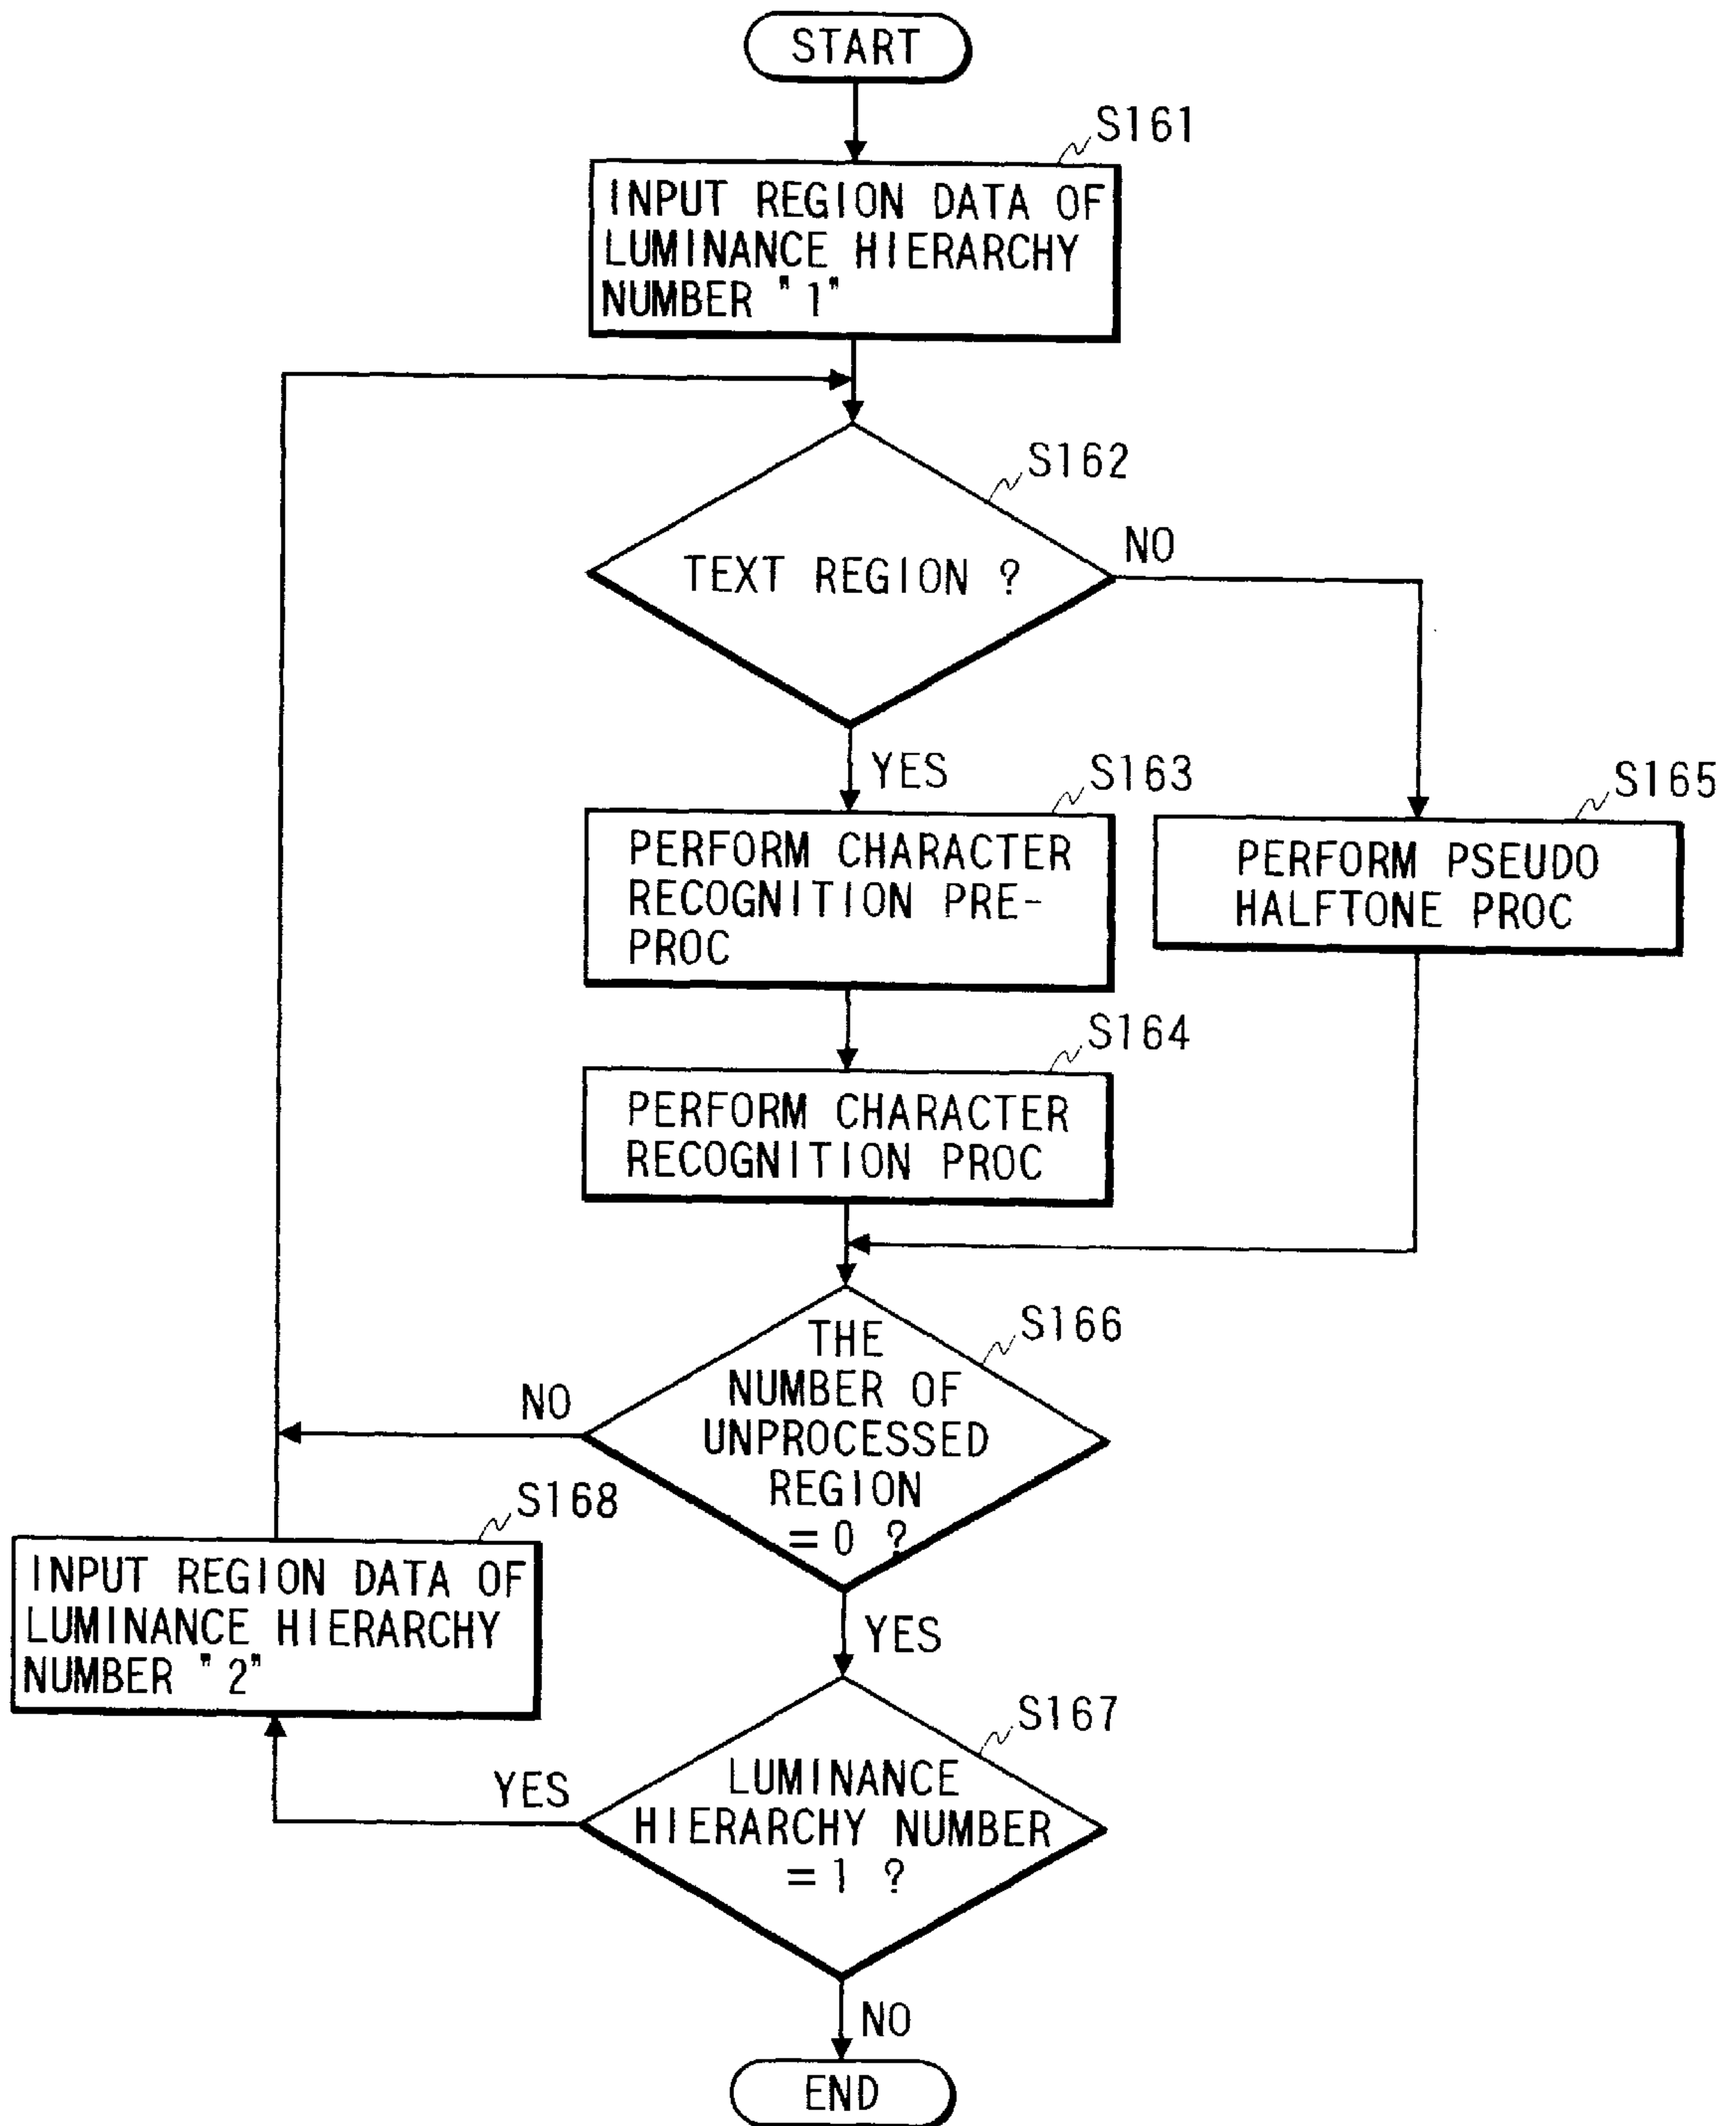 START
S161
INPUT REGION DATA OF
LUMINANCE HIERARCHY
NUMBER "1"
S162
TEXT REGION ?
NO
YES
S163
PERFORM CHARACTER
RECOGNITION PRE-
PROC
S165
PERFORM PSEUDO
HALFTONE PROC
S164
PERFORM CHARACTER
RECOGNITION PROC
S166
THE
NUMBER OF
UNPROCESSED
REGION
=0 ?
NO
YES
S168
INPUT REGION DATA OF
LUMINANCE HIERARCHY
NUMBER "2"
S167
LUMINANCE
HIERARCHY NUMBER
=1 ?
YES
NO
END